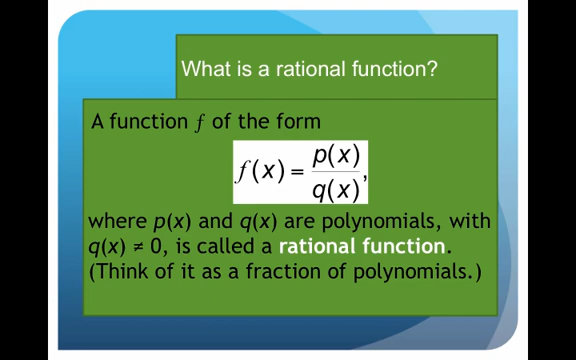 What is a rational function?
A function f of the form
f(x) = p(x)/q(x),
where p(x) and q(x) are polynomials, with
q(x) ≠ 0, is called a rational function.
(Think of it as a fraction of polynomials.)